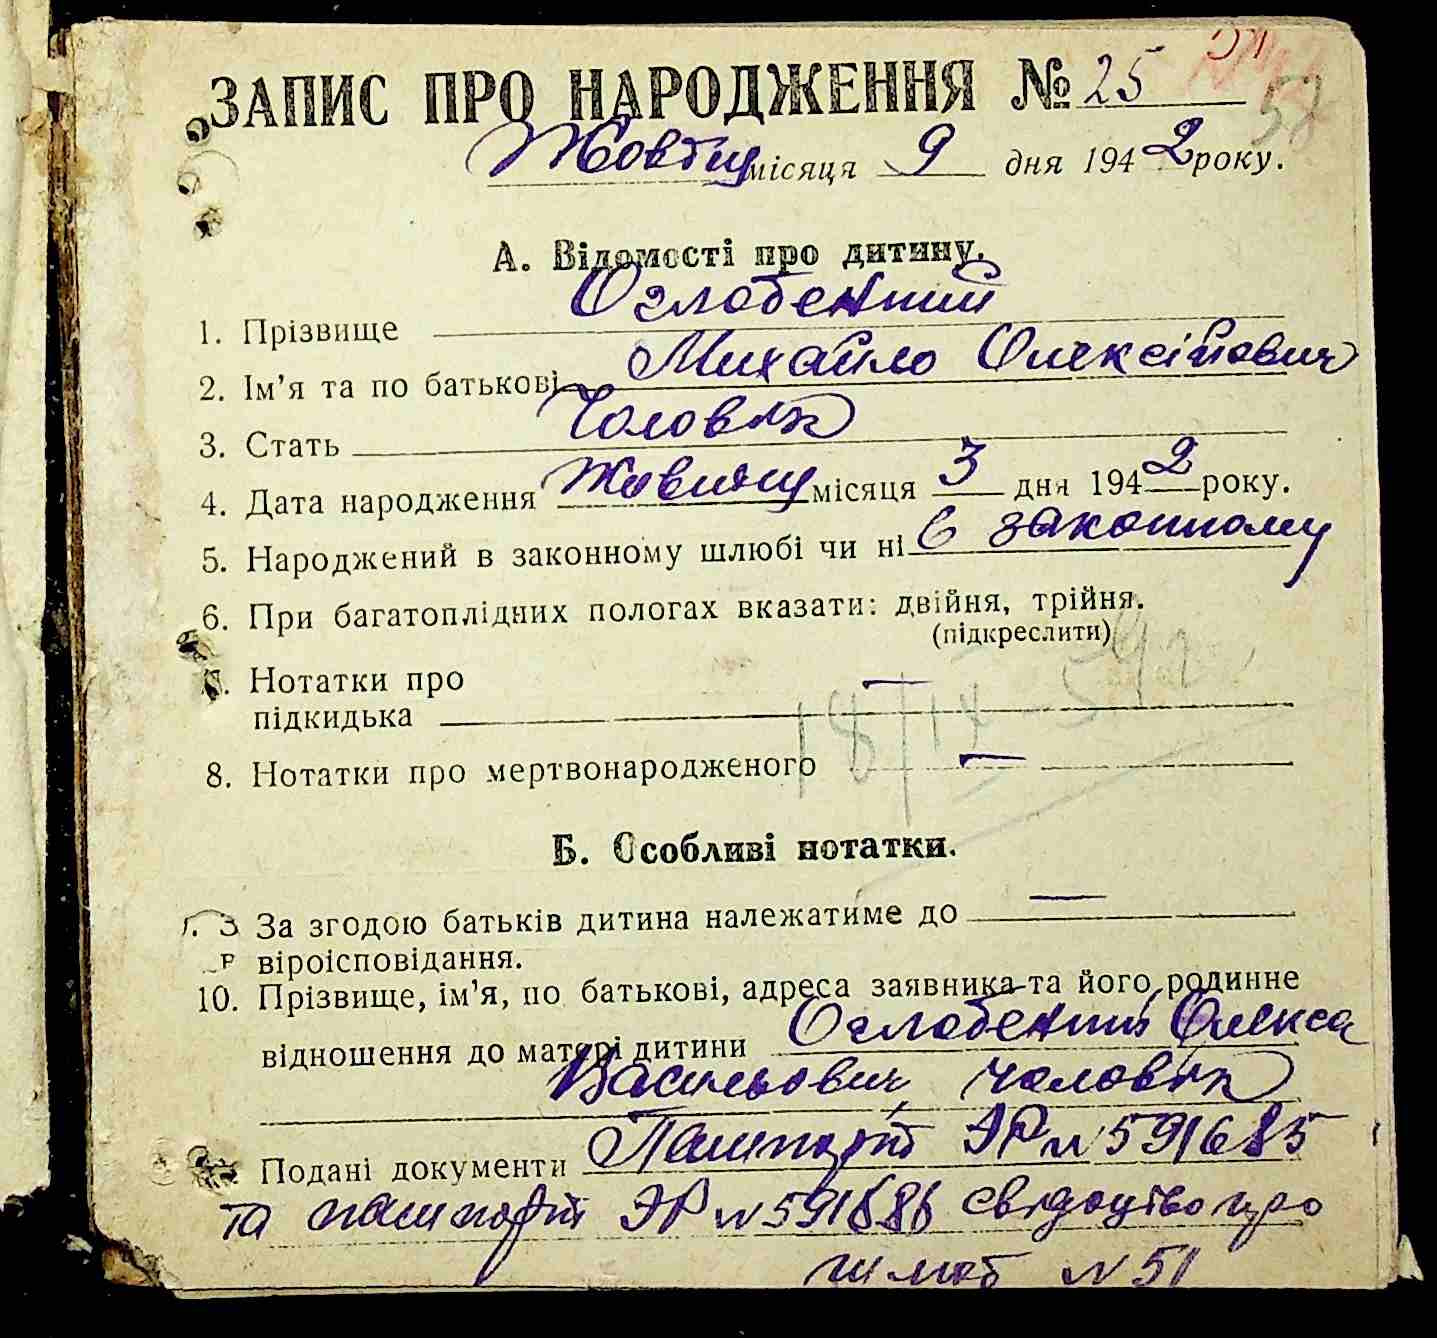 ЗАПИС ПРО НАРОДЖЕННЯ № 25
Жовтня місяця 9 дня 1942 року.
А. Відомості про дитину.
1. Прізвище Оглобенний
2. Ім'я та по батькові Михайло Олексійович
3. Стать Чоловік
4. Дата народження Жовтня місяця 3 дня 1942 року.
5. Народжений в законному шлюбі чи ні В законному
6. При багатоплідних пологах вказати: двійня, трійня.
(підкреслити)
7. Нотатки про —
підкидька
8. Нотатки про мертвонародженого —
Б. Особливі нотатки.
За згодою батьків дитина належатиме до —
віроісповідання.
10. Прізвище, ім'я, по батькові, адреса заявника та його родинне
відношення до матері дитини Оглобенний Олекса
Васильович, чоловік
Подані документи Пашпорт ЭР № 591685
та пашпорт ЭР № 591686 свідоцтво про
шлюб № 51